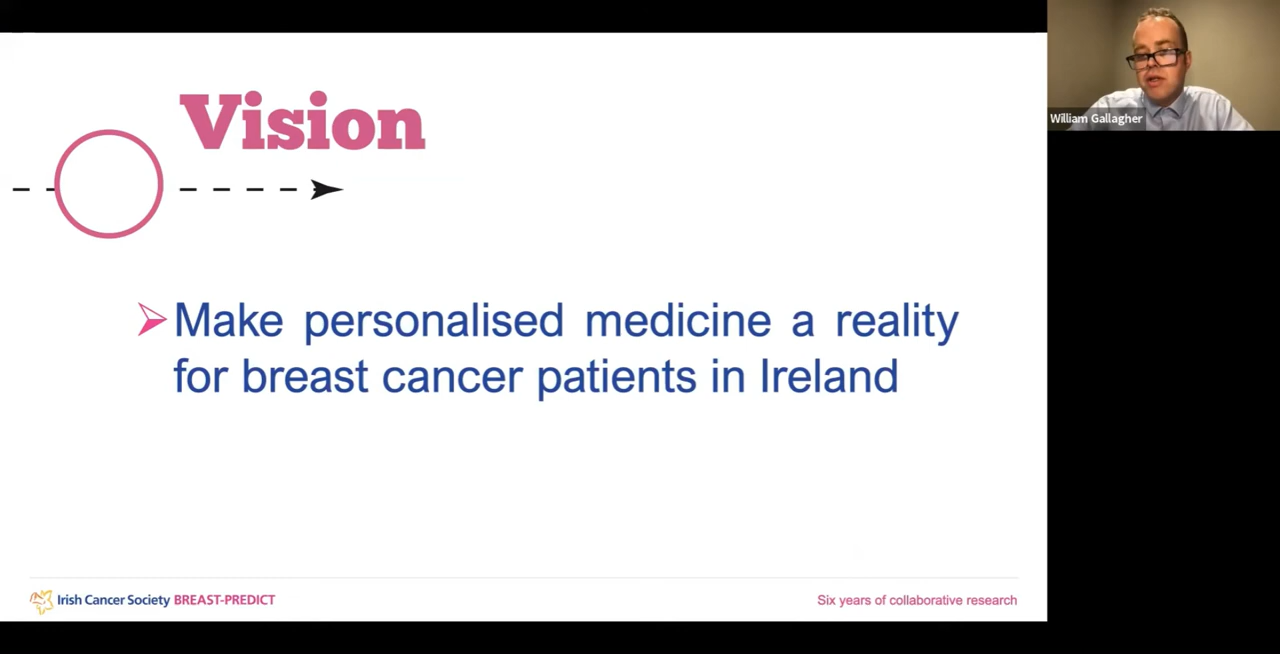 Vision
Make personalised medicine a reality
for breast cancer patients in Ireland
Irish Cancer Society BREAST-PREDICT
Six years of collaborative research
William Gallagher